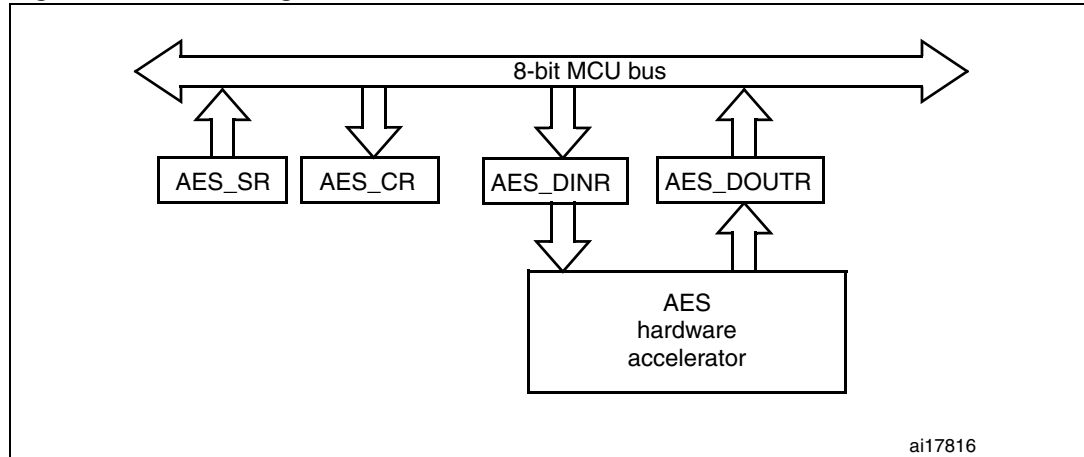 8-bit MCU bus
AES_SR
AES_CR
AES_DINR
AES_DOUTR
AES
hardware
accelerator
ai17816